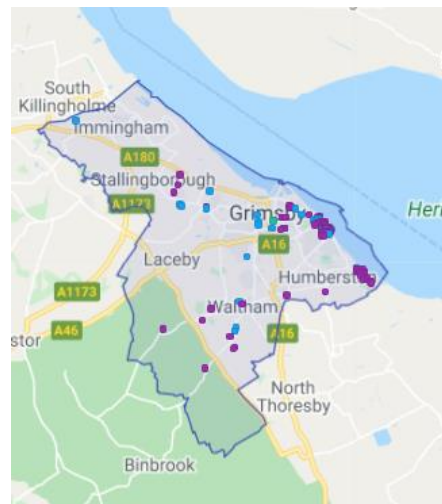 South
Killingholme
Immingham
A180
Stallingborough
A1173
Grimsby
Her
A16
Laceby
Humberston
A1173
Waltham
A46
A16
stor
North
Thoresby
Binbrook